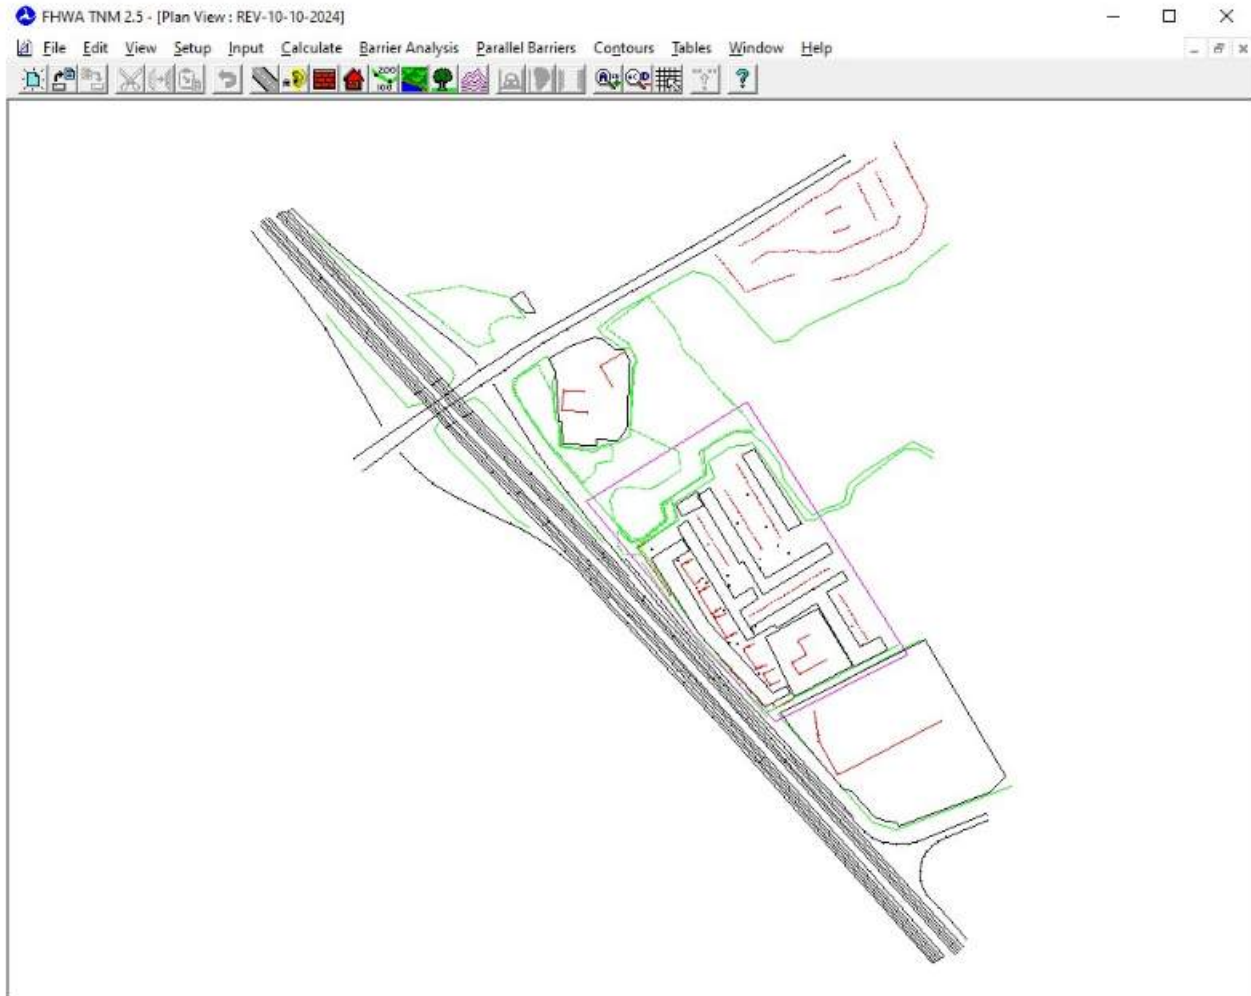 FHWA TNM 2.5 - [Plan View : REV-10-10-2024]
File Edit View Setup Input Calculate Barrier Analysis Parallel Barriers Contours Tables Window Help